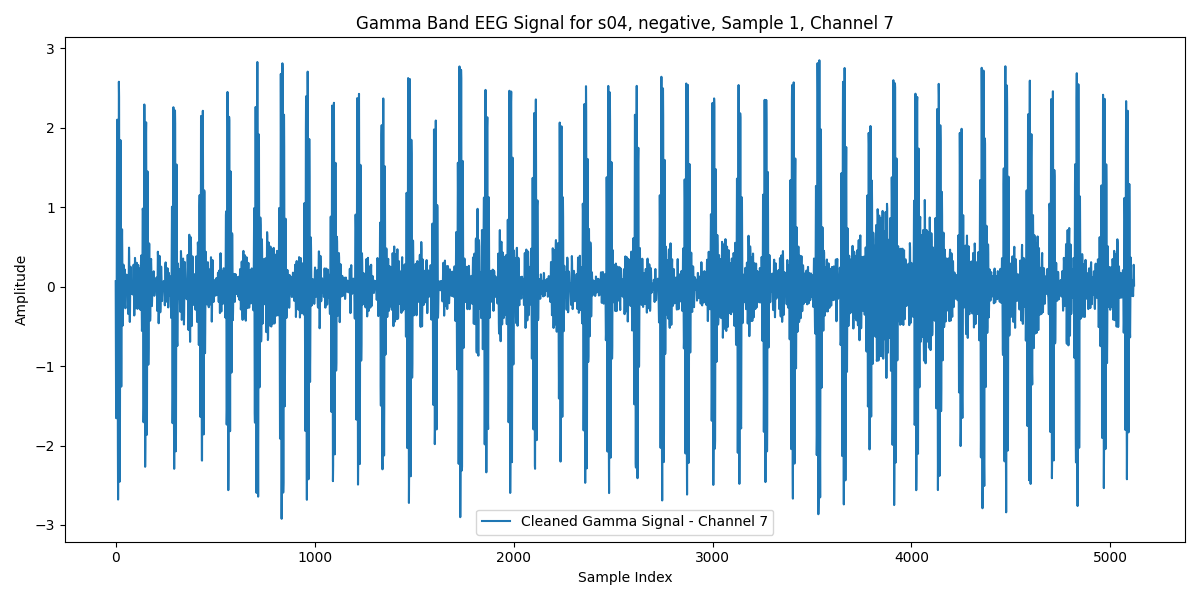 Gamma Band EEG Signal for s04, negative, Sample 1, Channel 7
3
2
1
0
−1
−2
−3
Amplitude
Cleaned Gamma Signal - Channel 7
0 1000 2000 3000 4000 5000
Sample Index